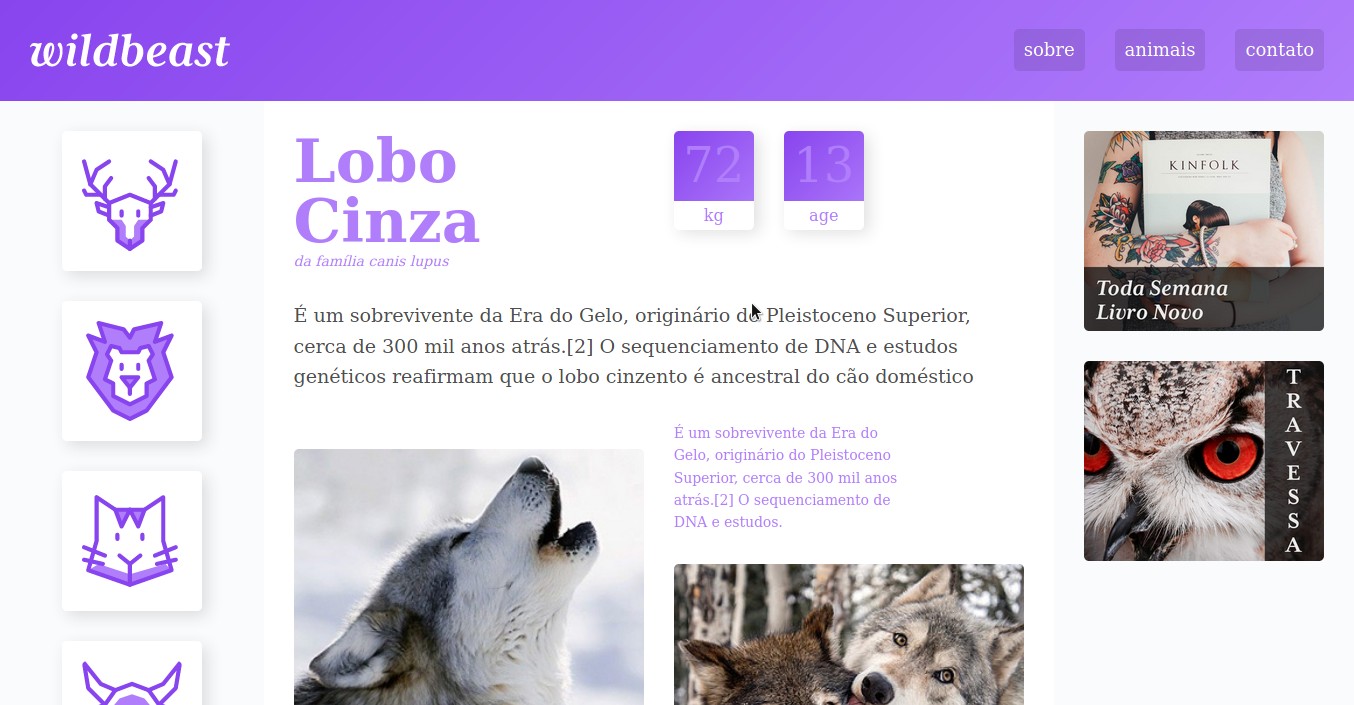 wildbeast
sobre
animais
contato
Lobo
Cinza
da família canis lupus
72
kg
13
age
É um sobrevivente da Era do Gelo, originário do Pleistoceno Superior,
cerca de 300 mil anos atrás.[2] O sequenciamento de DNA e estudos
genéticos reafirmam que o lobo cinzento é ancestral do cão doméstico
É um sobrevivente da Era do
Gelo, originário do Pleistoceno
Superior, cerca de 300 mil anos
atrás.[2] O sequenciamento de
DNA e estudos.
KINFOLK
Toda Semana
Livro Novo
TRAVESSA